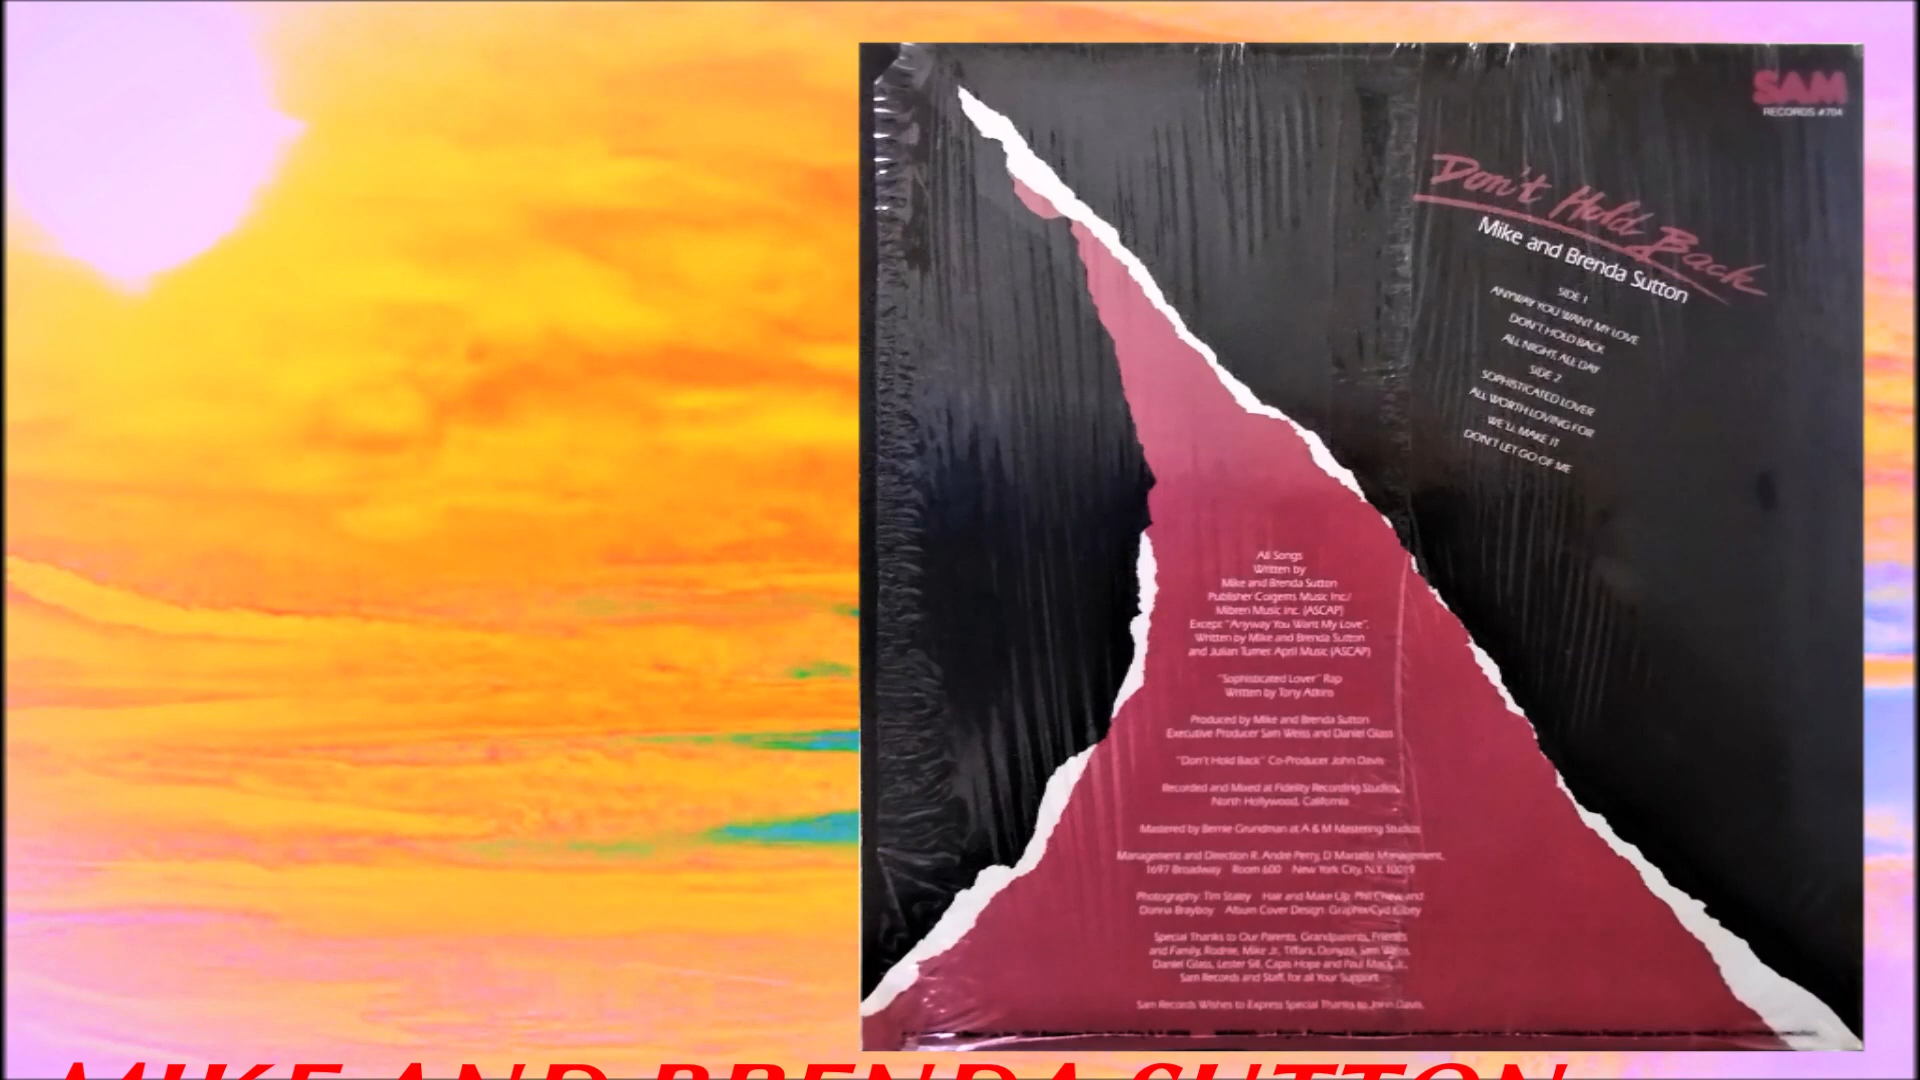 SAM
RECORDS #704
Don't Hold Back
Mike and Brenda Sutton
SIDE 1
ANYWAY YOU WANT MY LOVE
DON'T HOLD BACK
ALL NIGHT, ALL DAY
SIDE 2
SOPHISTICATED LOVER
ALL WORTH LOVING FOR
WE'LL MAKE IT
DON'T LET GO OF ME
All Songs
Written by
Mike and Brenda Sutton
Publisher Colgems Music Inc./
Mibren Music Inc. (ASCAP)
Except "Anyway You Want My Love".
Written by Mike and Brenda Sutton
and Julian Turner April Music (ASCAP)
"Sophisticated Lover" Rap
Written by Tony Atkins
Produced by Mike and Brenda Sutton
Executive Producer Sam Weiss and Daniel Glass
"Don't Hold Back" Co-Producer John Davis
Recorded and Mixed at Fidelity Recording Studios,
North Hollywood, California
Mastered by Bernie Grundman at A & M Mastering Studios
Management and Direction R. André Perry, D'Martello Management,
1697 Broadway Room 600 New York City, N.Y. 10019
Photography: Tim Staley Hair and Make Up: Phil Chew and
Donna Brayboy Album Cover Design: Cyd
Special Thanks to Our Parents, Grandparents, Friends
and Family, Rodnie, Mike Jr., Tiffani, Sam Weiss,
Daniel Glass, Lester Sill, Hope and Paul Mack Jr.,
Sam Records and Staff, for all Your Support.
Sam Records Wishes to Express Special Thanks to John Davis.
MIKE AND BRENDA SUTTON